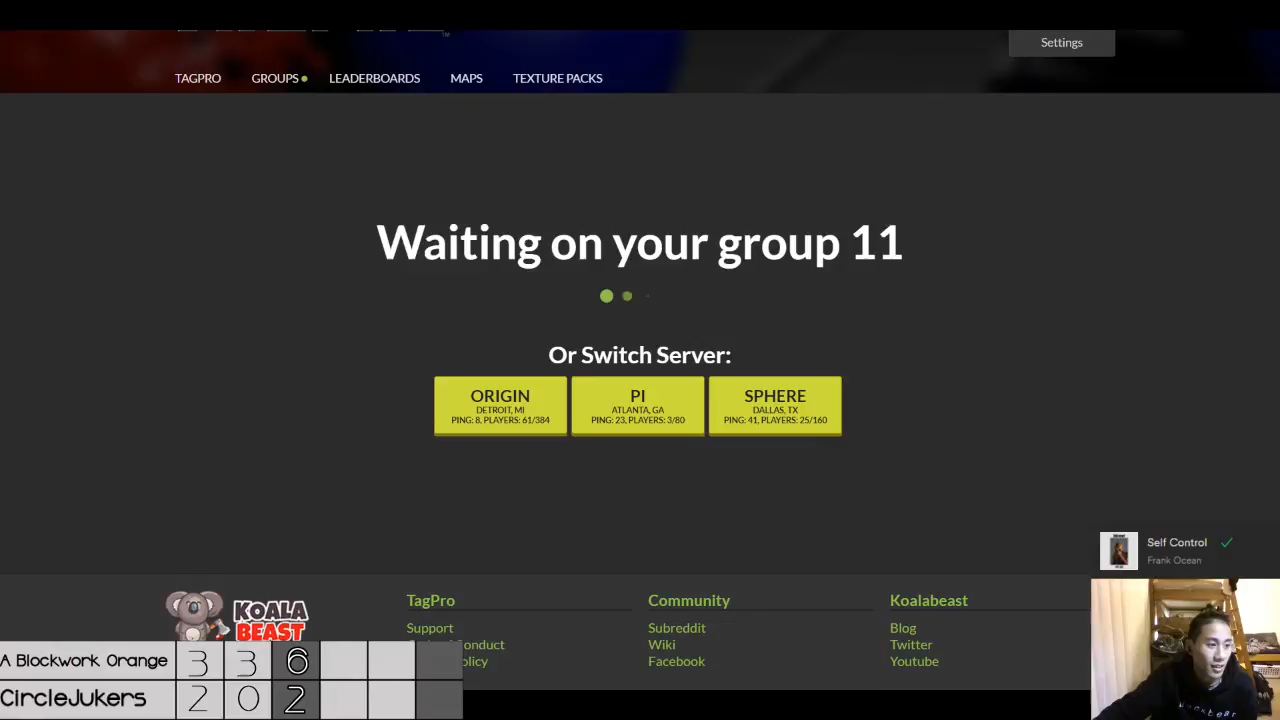 Settings
TAGPRO GROUPS LEADERBOARDS MAPS TEXTURE PACKS
Waiting on your group 11
Or Switch Server:
ORIGIN
DETROIT, MI
PING: 8, PLAYERS: 61/384
PI
ATLANTA, GA
PING: 23, PLAYERS: 3/80
SPHERE
DALLAS, TX
PING: 41, PLAYERS: 25/160
Self Control
Frank Ocean
KOALA
BEAST
TagPro
Support
onduct
olicy
Community
Subreddit
Wiki
Facebook
Koalabeast
Blog
Twitter
Youtube
A Blockwork Orange 3 3 6
CircleJukers 2 0 2